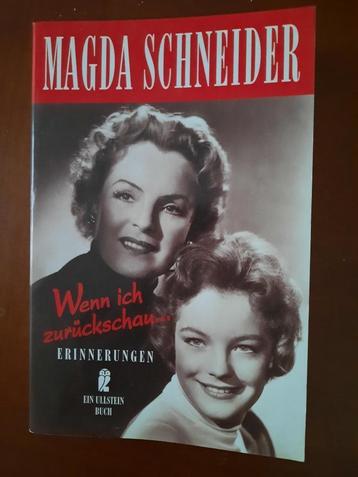 MAGDA SCHNEIDER
Wenn ich
zurückschau...
ERINNERUNGEN
EIN ULLSTEIN
BUCH